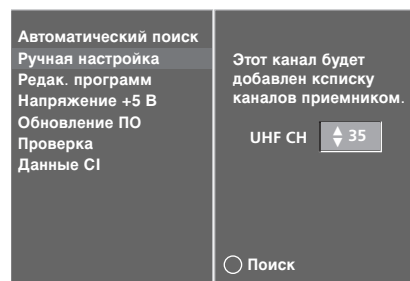 Автоматический поиск
Ручная настройка
Редак. программ
Напряжение +5 В
Обновление ПО
Проверка
Данные CI
Этот канал будет
добавлен ксписку
каналов приемником.
UHF CH 35
Поиск